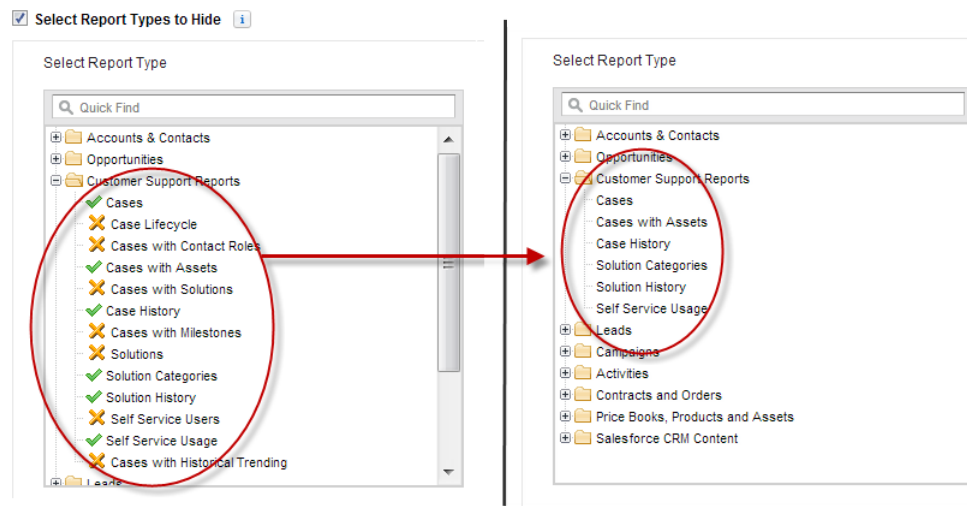 Select Report Types to Hide i
Select Report Type
Quick Find
Accounts & Contacts
Opportunities
Customer Support Reports
Cases
Case Lifecycle
Cases with Contact Roles
Cases with Assets
Cases with Solutions
Case History
Cases with Milestones
Solutions
Solution Categories
Solution History
Self Service Users
Self Service Usage
Cases with Historical Trending
Leads
Select Report Type
Quick Find
Accounts & Contacts
Opportunities
Customer Support Reports
Cases
Cases with Assets
Case History
Solution Categories
Solution History
Self Service Usage
Leads
Campaigns
Activities
Contracts and Orders
Price Books, Products and Assets
Salesforce CRM Content